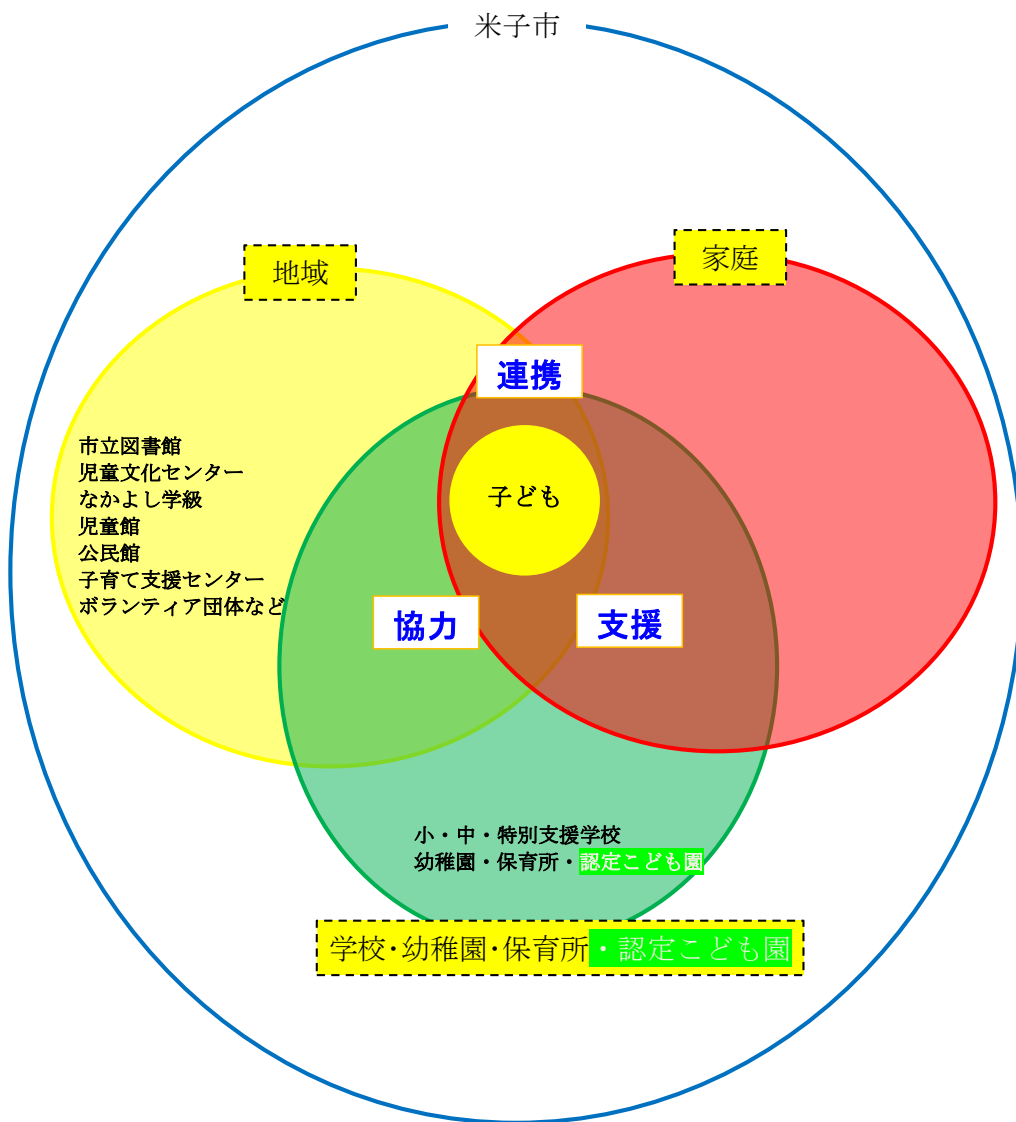 米子市
地域
家庭
連携
市立図書館
児童文化センター
なかよし学級
児童館
公民館
子育て支援センター
ボランティア団体など
子ども
協力
支援
小・中・特別支援学校
幼稚園・保育所・認定こども園
学校・幼稚園・保育所・認定こども園